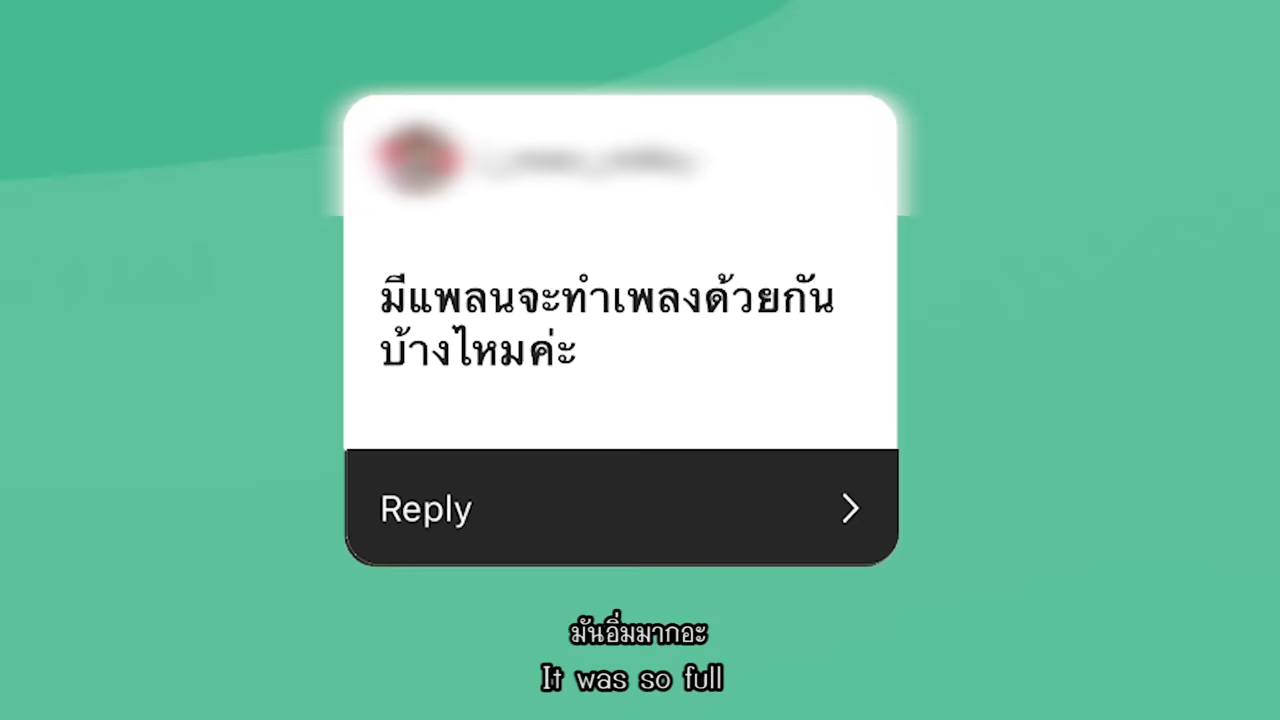 มีแพลนจะทำเพลงด้วยกัน
บ้างไหมค่ะ
Reply
มันอิ่มมากอะ
It was so full